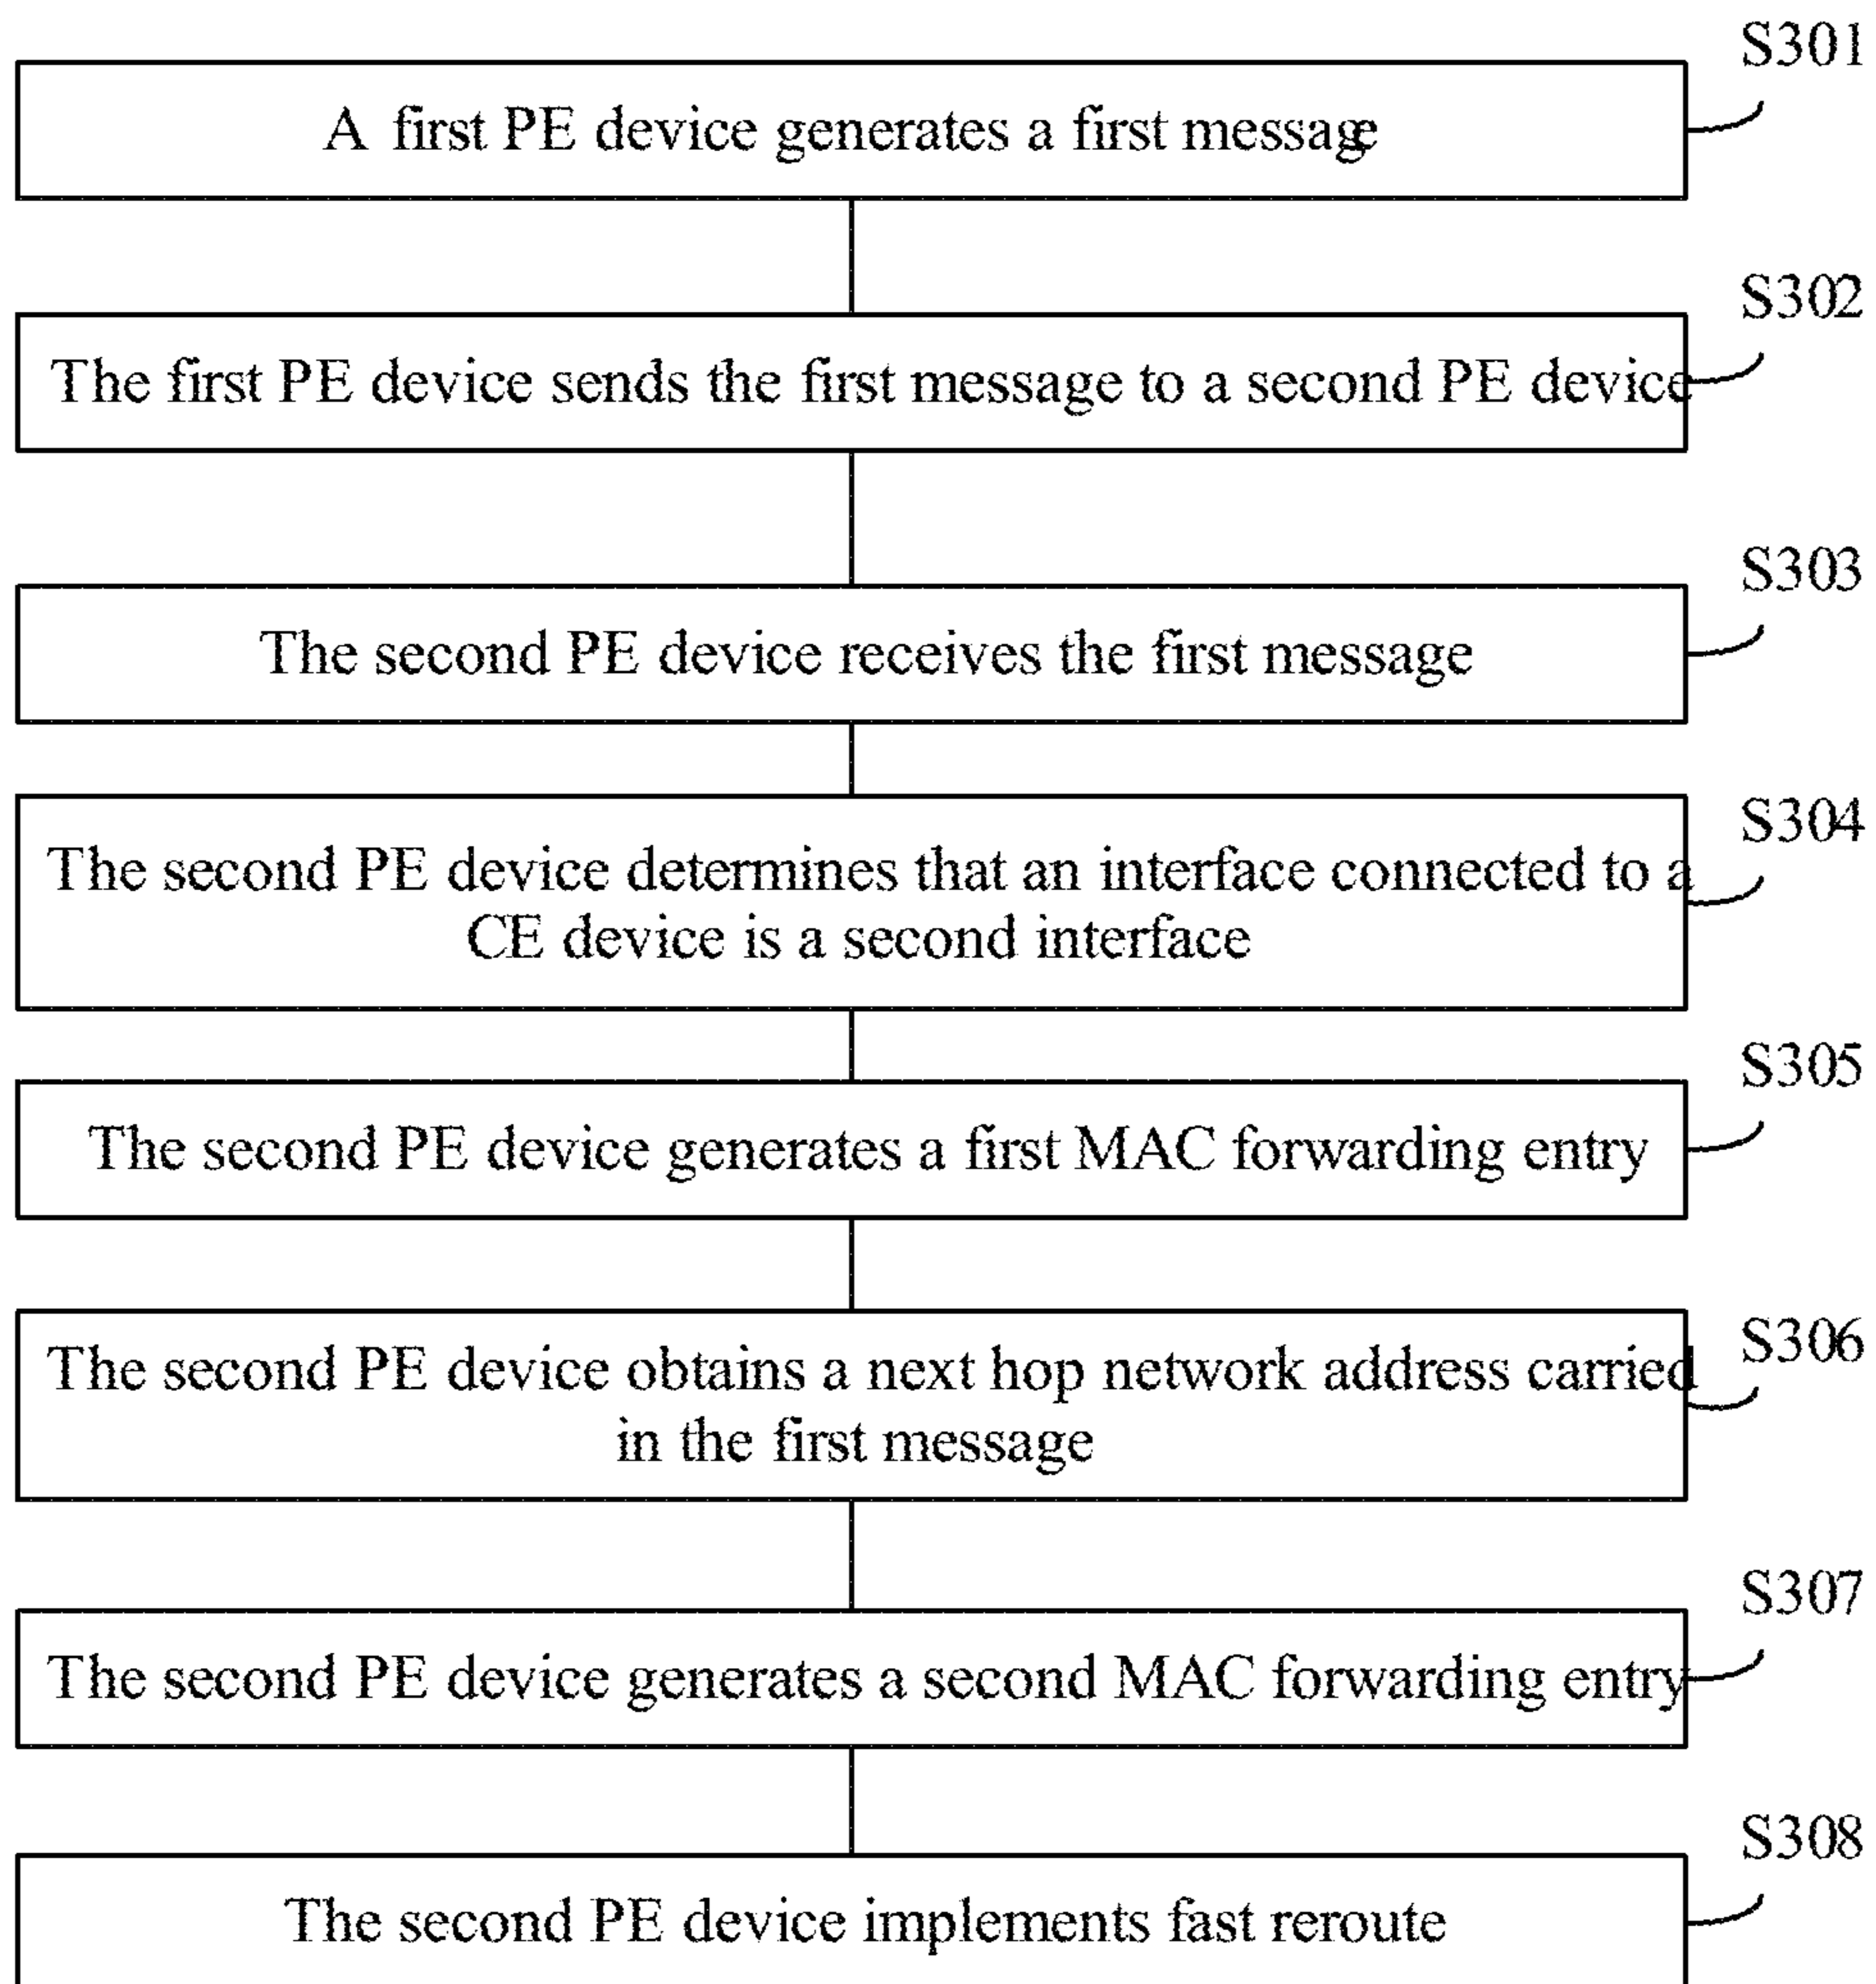 S301
A first PE device generates a first message
S302
The first PE device sends the first message to a second PE device
S303
The second PE device receives the first message
S304
The second PE device determines that an interface connected to a
CE device is a second interface
S305
The second PE device generates a first MAC forwarding entry
S306
The second PE device obtains a next hop network address carried
in the first message
S307
The second PE device generates a second MAC forwarding entry
S308
The second PE device implements fast reroute